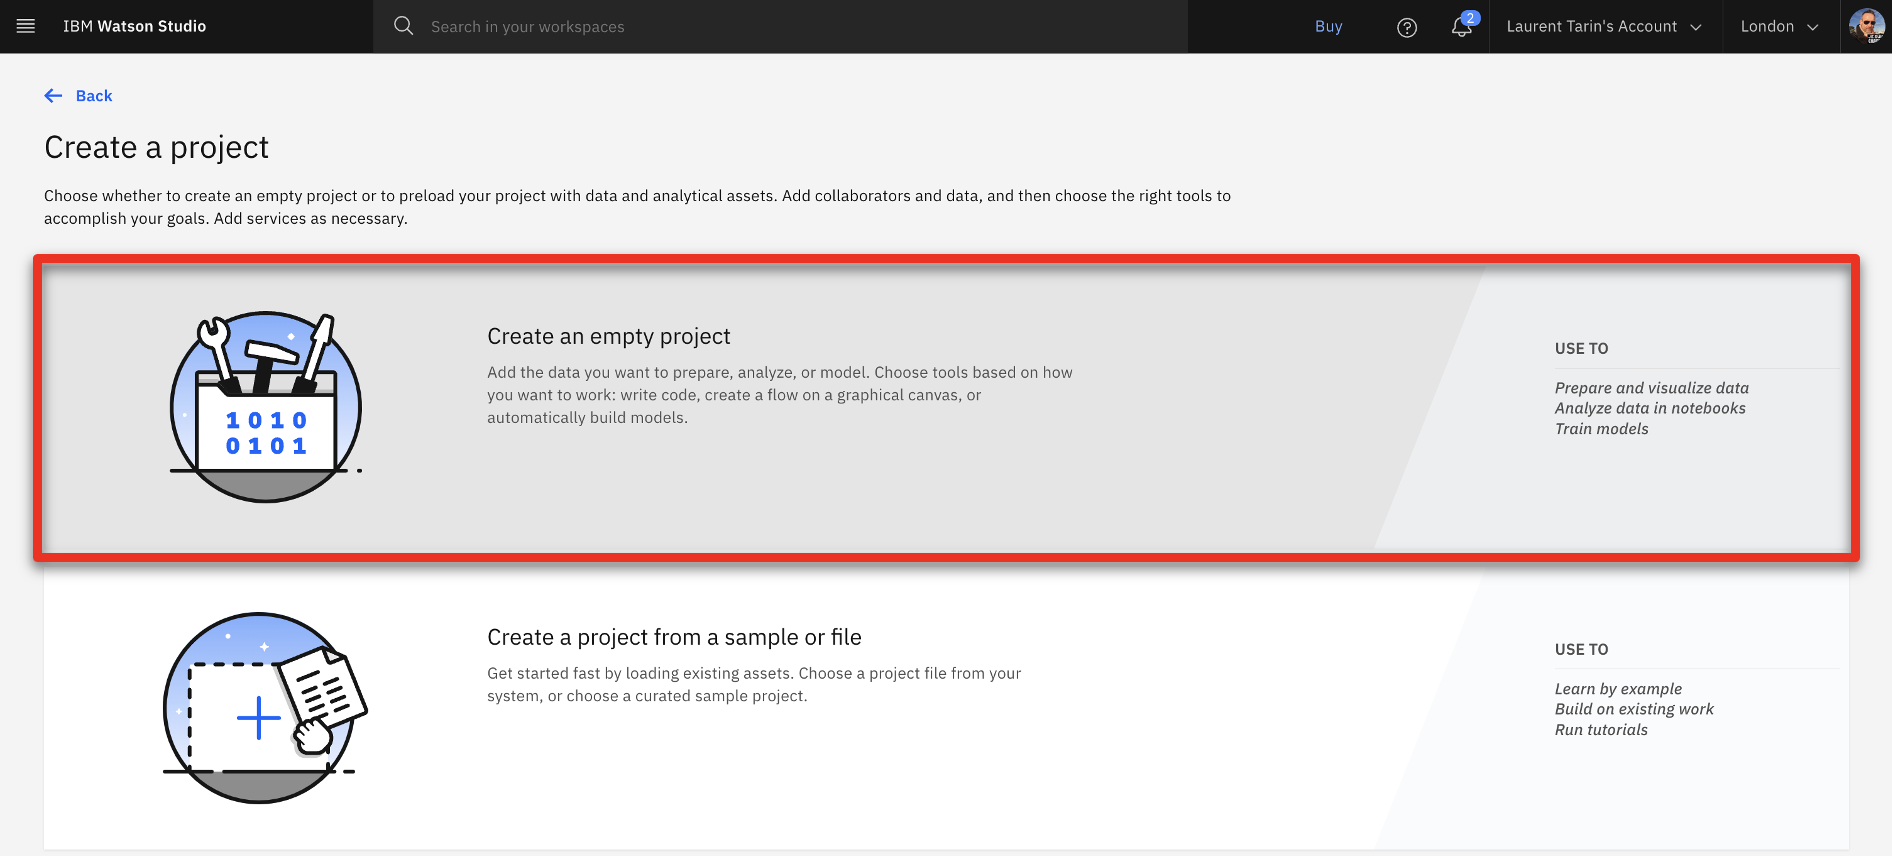 IBM Watson Studio
Search in your workspaces
Buy
2
Laurent Tarin's Account
London
Back
Create a project
Choose whether to create an empty project or to preload your project with data and analytical assets. Add collaborators and data, and then choose the right tools to
accomplish your goals. Add services as necessary.
1010
0101
Create an empty project
Add the data you want to prepare, analyze, or model. Choose tools based on how
you want to work: write code, create a flow on a graphical canvas, or
automatically build models.
USE TO
Prepare and visualize data
Analyze data in notebooks
Train models
Create a project from a sample or file
Get started fast by loading existing assets. Choose a project file from your
system, or choose a curated sample project.
USE TO
Learn by example
Build on existing work
Run tutorials